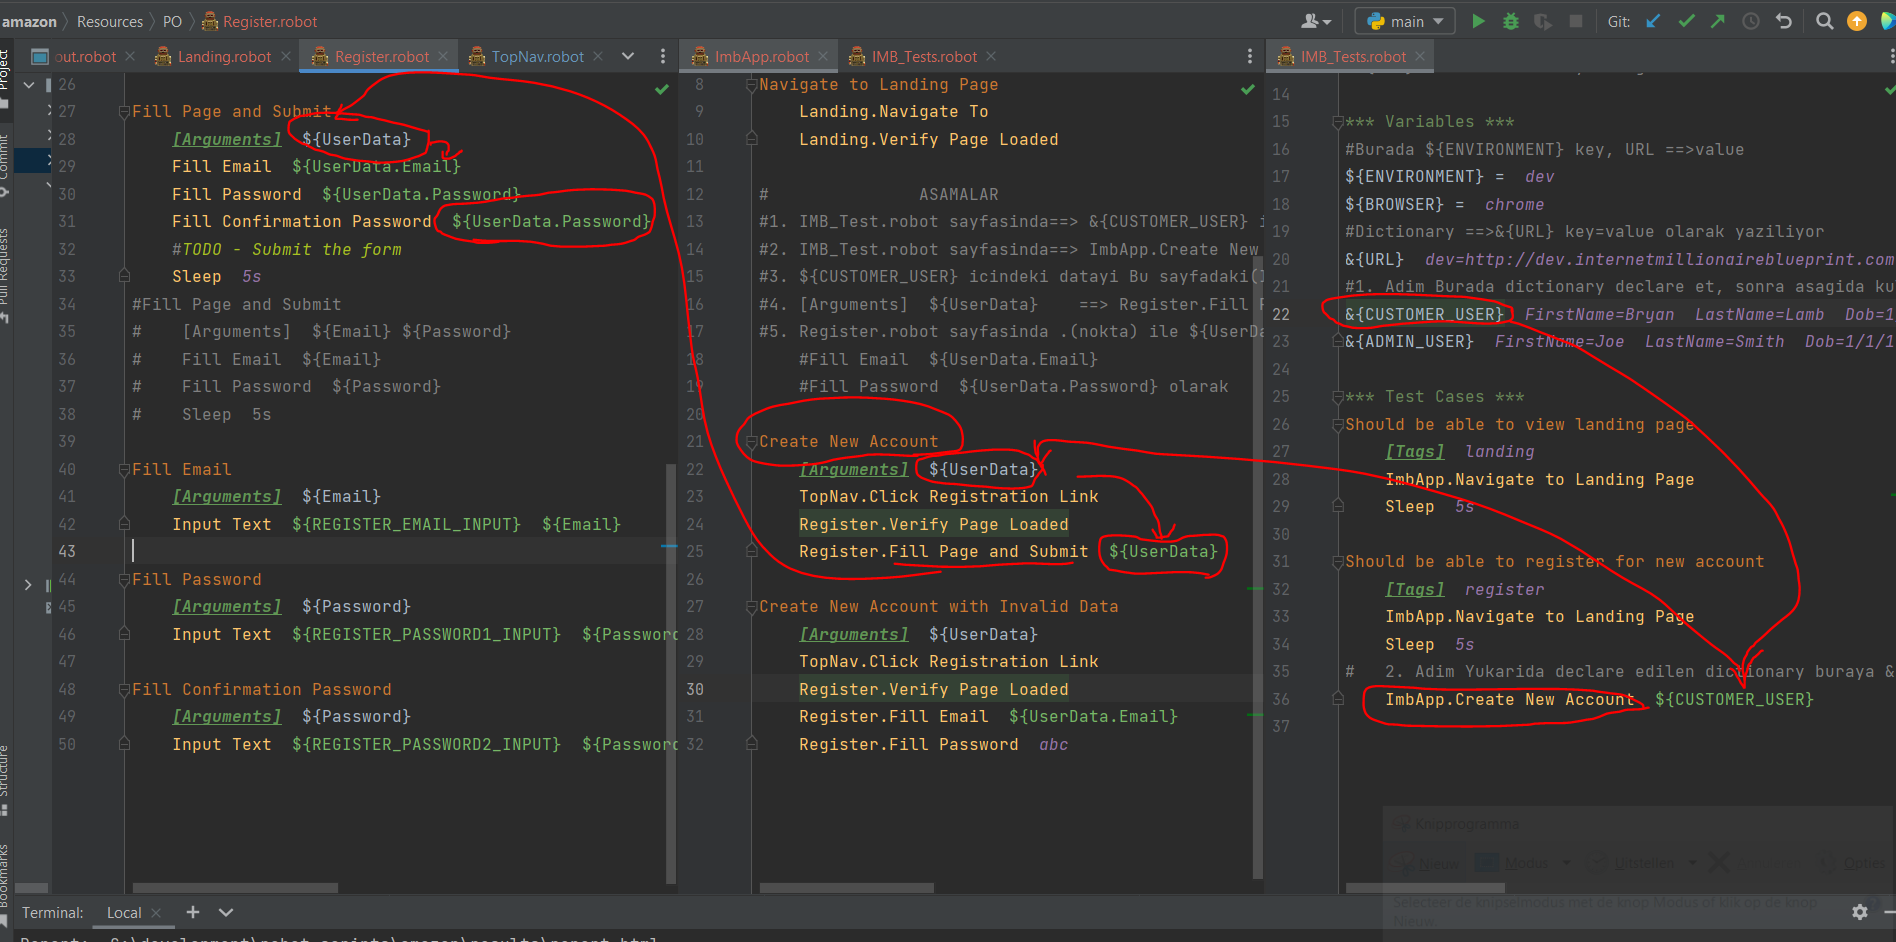 amazon
Resources
PO
Register.robot
main
Git:
out.robot
Landing.robot
Register.robot
TopNav.robot
ImbApp.robot
IMB_Tests.robot
IMB_Tests.robot
Project
Commit
Pull Requests
Structure
Bookmarks
26
27 Fill Page and Submit
28 [Arguments] ${UserData}
29 Fill Email ${UserData.Email}
30 Fill Password ${UserData.Password}
31 Fill Confirmation Password ${UserData.Password}
32 #TODO - Submit the form
33 Sleep 5s
34 #Fill Page and Submit
35 # [Arguments] ${Email} ${Password}
36 # Fill Email ${Email}
37 # Fill Password ${Password}
38 # Sleep 5s
39
40 Fill Email
41 [Arguments] ${Email}
42 Input Text ${REGISTER_EMAIL_INPUT} ${Email}
43
44 Fill Password
45 [Arguments] ${Password}
46 Input Text ${REGISTER_PASSWORD1_INPUT} ${Password
47
48 Fill Confirmation Password
49 [Arguments] ${Password}
50 Input Text ${REGISTER_PASSWORD2_INPUT} ${Password
8 Navigate to Landing Page
9 Landing.Navigate To
10 Landing.Verify Page Loaded
11
12 # ASAMALAR
13 #1. IMB_Test.robot sayfasinda==> &{CUSTOMER_USER} i
14 #2. IMB_Test.robot sayfasinda==> ImbApp.Create New
15 #3. ${CUSTOMER_USER} icindeki datayi Bu sayfadaki(I
16 #4. [Arguments] ${UserData} ==> Register.Fill P
17 #5. Register.robot sayfasinda .(nokta) ile ${UserDa
18 #Fill Email ${UserData.Email}
19 #Fill Password ${UserData.Password} olarak
20
21 Create New Account
22 [Arguments] ${UserData}
23 TopNav.Click Registration Link
24 Register.Verify Page Loaded
25 Register.Fill Page and Submit ${UserData}
26
27 Create New Account with Invalid Data
28 [Arguments] ${UserData}
29 TopNav.Click Registration Link
30 Register.Verify Page Loaded
31 Register.Fill Email ${UserData.Email}
32 Register.Fill Password abc
14
15 *** Variables ***
16 #Burada ${ENVIRONMENT} key, URL ==>value
17 ${ENVIRONMENT} = dev
18 ${BROWSER} = chrome
19 #Dictionary ==>&{URL} key=value olarak yaziliyor
20 &{URL} dev=http://dev.internetmillionaireblueprint.com
21 #1. Adim Burada dictionary declare et, sonra asagida ku
22 &{CUSTOMER_USER} FirstName=Bryan LastName=Lamb Dob=1
23 &{ADMIN_USER} FirstName=Joe LastName=Smith Dob=1/1/1
24
25 *** Test Cases ***
26 Should be able to view landing page
27 [Tags] landing
28 ImbApp.Navigate to Landing Page
29 Sleep 5s
30
31 Should be able to register for new account
32 [Tags] register
33 ImbApp.Navigate to Landing Page
34 Sleep 5s
35 # 2. Adim Yukarida declare edilen dictionary buraya &
36 ImbApp.Create New Account ${CUSTOMER_USER}
37
Knipprogramma
Nieuw
Modus
Uitstellen
Opties
Selecteer de knipselmodus met de knop Modus of klik op de knop
Nieuw.
Terminal:
Local